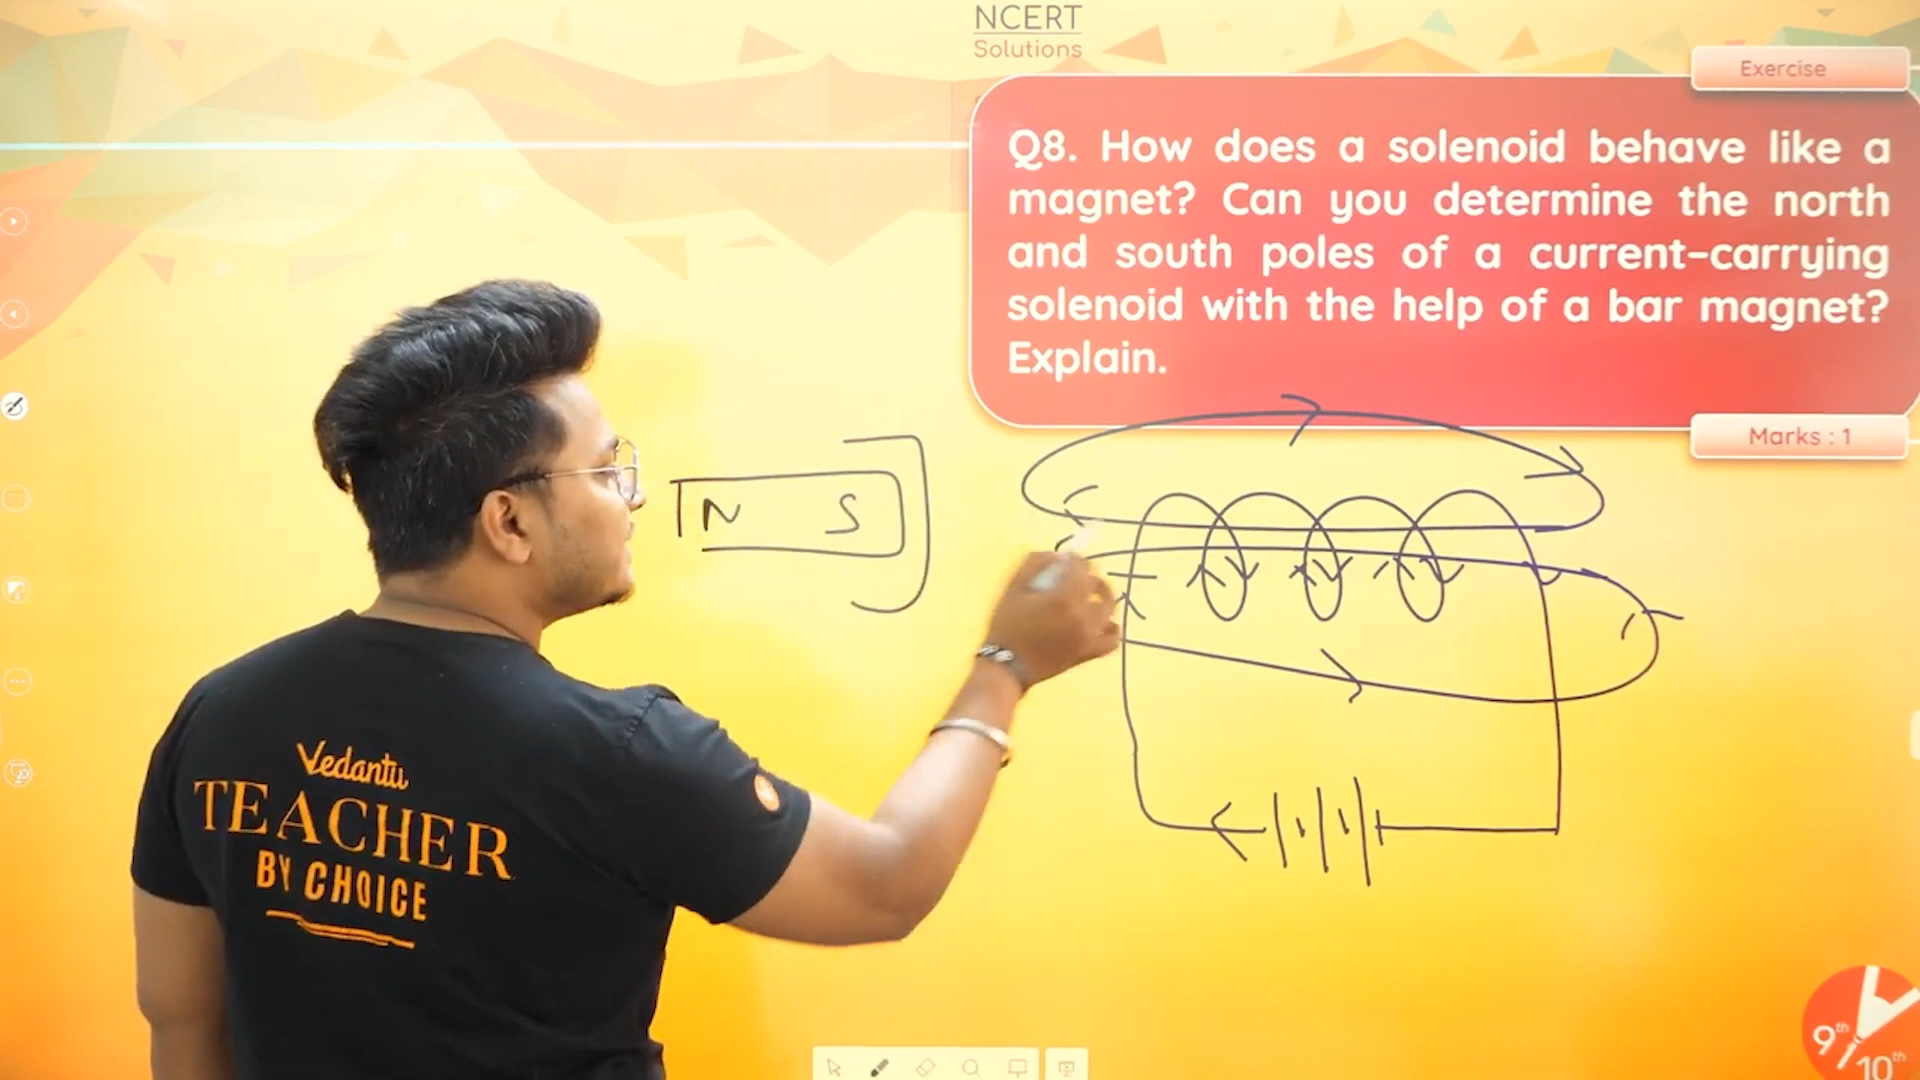 NCERT
Solutions
Exercise
Q8. How does a solenoid behave like a
magnet? Can you determine the north
and south poles of a current-carrying
solenoid with the help of a bar magnet?
Explain.
Marks : 1
N S
Vedantu
TEACHER
BY CHOICE
9th
10th